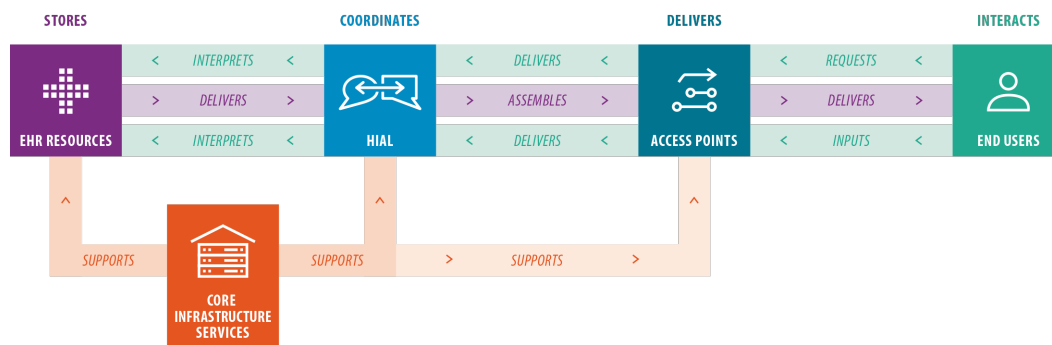 STORES
COORDINATES
DELIVERS
INTERACTS
< INTERPRETS <
< DELIVERS <
< REQUESTS <
> DELIVERS >
> ASSEMBLES >
> DELIVERS >
EHR RESOURCES
HIAL
ACCESS POINTS
END USERS
< INTERPRETS <
< DELIVERS <
< INPUTS <
SUPPORTS
SUPPORTS
> SUPPORTS >
CORE
INFRASTRUCTURE
SERVICES